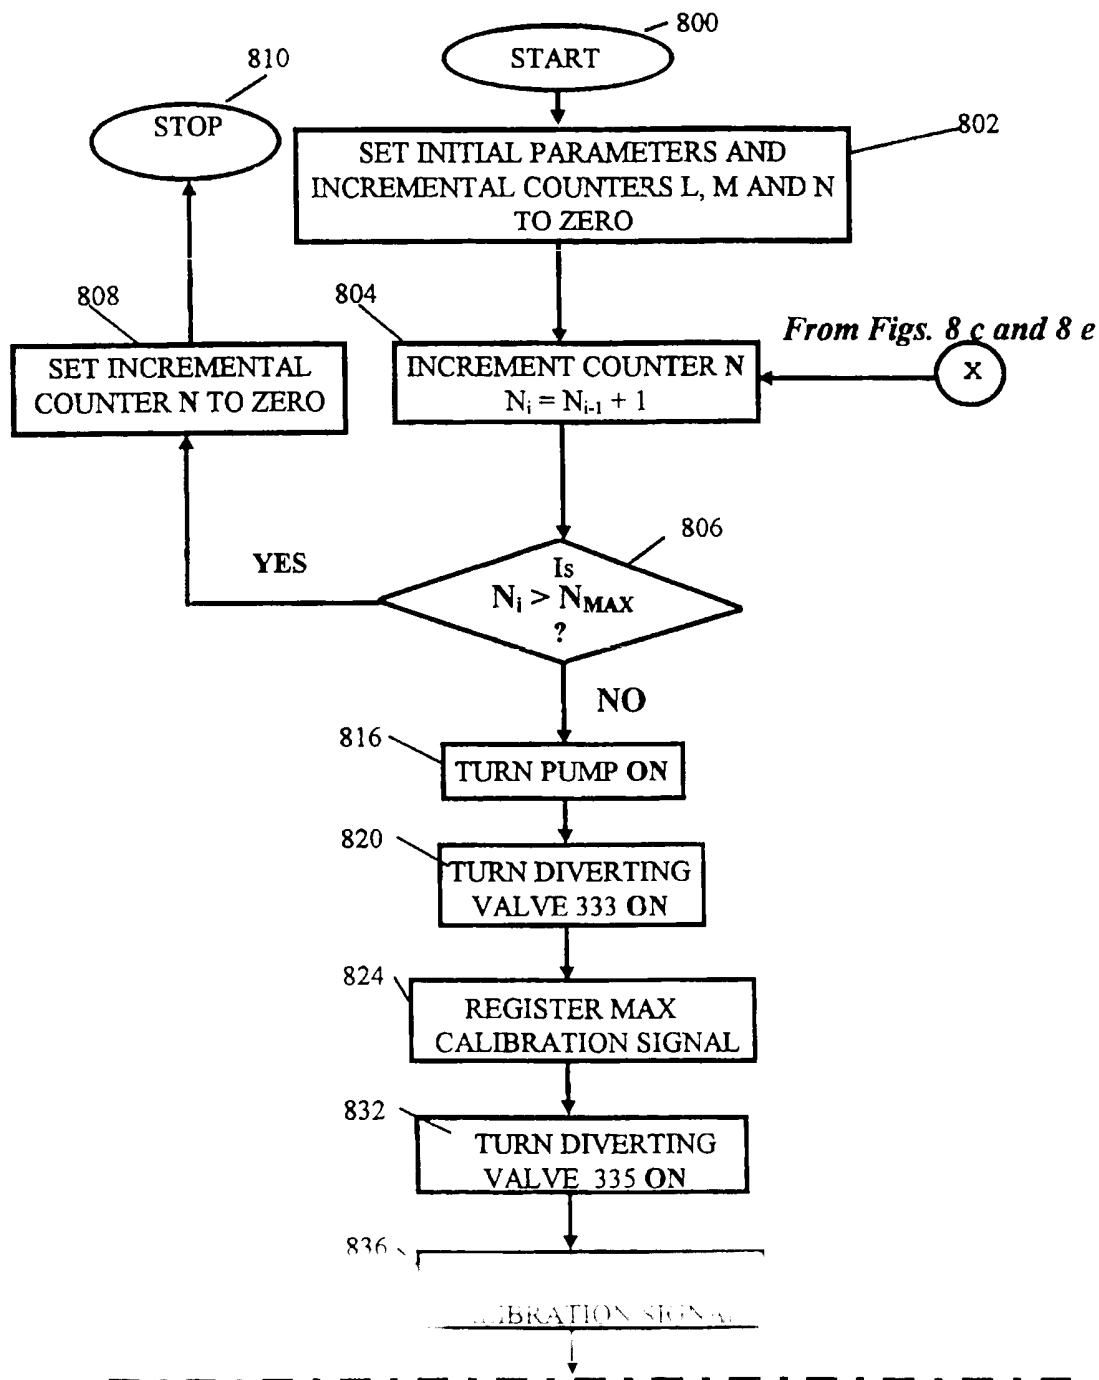 800
START
810
STOP
802
SET INITIAL PARAMETERS AND
INCREMENTAL COUNTERS L, M AND N
TO ZERO
808
SET INCREMENTAL
COUNTER N TO ZERO
804
INCREMENT COUNTER N
Nᵢ = Nᵢ₋₁ + 1
From Figs. 8 c and 8 e
X
806
Is
Nᵢ > N_MAX
?
YES
NO
816
TURN PUMP ON
820
TURN DIVERTING
VALVE 333 ON
824
REGISTER MAX
CALIBRATION SIGNAL
832
TURN DIVERTING
VALVE 335 ON
836